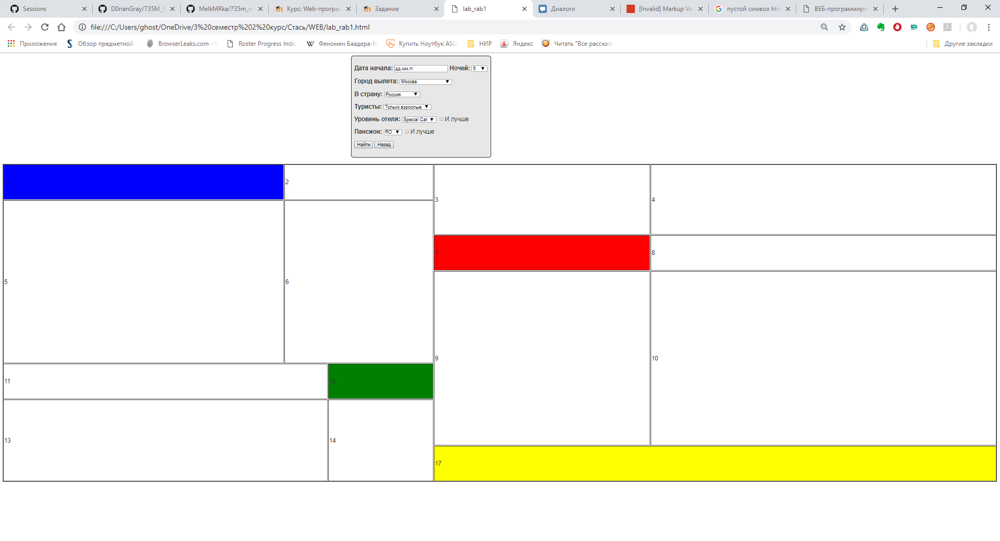 Sessions
D0rianGray/735M_
MelkMRka/735m_w
Курс: Web-програм
Задание
lab_rab1
Диалоги
[Invalid] Markup Val
пустой символ htm
ВЕБ-программиро
file:///C:/Users/ghost/OneDrive/3%20семестр%202%20курс/Стась/WEB/lab_rab1.html
Приложения
Обзор предметной
BrowserLeaks.com -
Roster Progress Indic
Феномен Баадера-М
Купить Ноутбук ASU
НИР
Яндекс
Читать "Все рассказ
Другие закладки
Дата начала: дд.мм.гг. Ночей: 5
Город вылета: Москва
В страну: Россия
Туристы: Только взрослые
Уровень отеля: Special Cat И лучше
Пансион: RO И лучше
Найти Назад
2
3
4
5
6
7
8
9
10
11
12
13
14
17